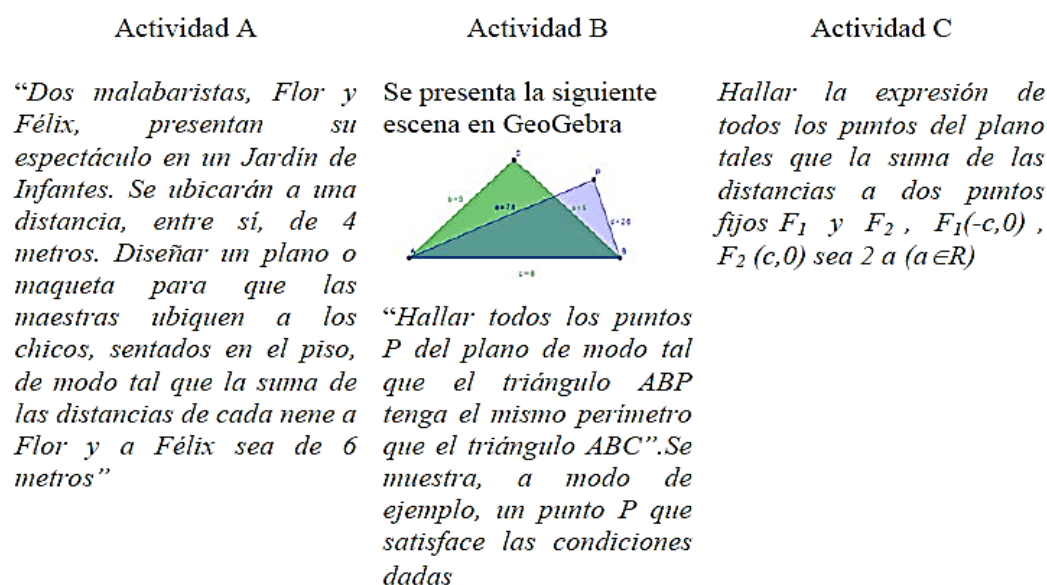 Actividad A
“Dos malabaristas, Flor y
Félix, presentan su
espectáculo en un Jardín de
Infantes. Se ubicarán a una
distancia, entre sí, de 4
metros. Diseñar un plano o
maqueta para que las
maestras ubiquen a los
chicos, sentados en el piso,
de modo tal que la suma de
las distancias de cada nene a
Flor y a Félix sea de 6
metros”
Actividad B
Se presenta la siguiente
escena en GeoGebra
“Hallar todos los puntos
P del plano de modo tal
que el triángulo ABP
tenga el mismo perímetro
que el triángulo ABC”.Se
muestra, a modo de
ejemplo, un punto P que
satisface las condiciones
dadas
Actividad C
Hallar la expresión de
todos los puntos del plano
tales que la suma de las
distancias a dos puntos
fijos F₁ y F₂ , F₁(-c,0) ,
F₂ (c,0) sea 2 a (a∈R)